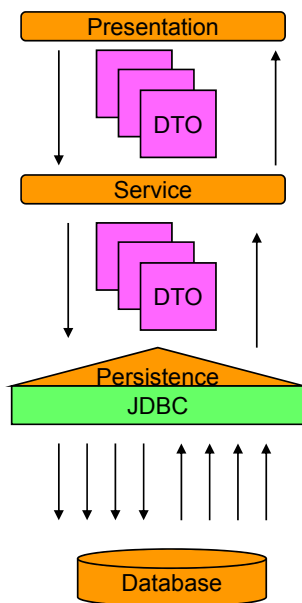 Presentation
DTO
Service
DTO
Persistence
JDBC
Database